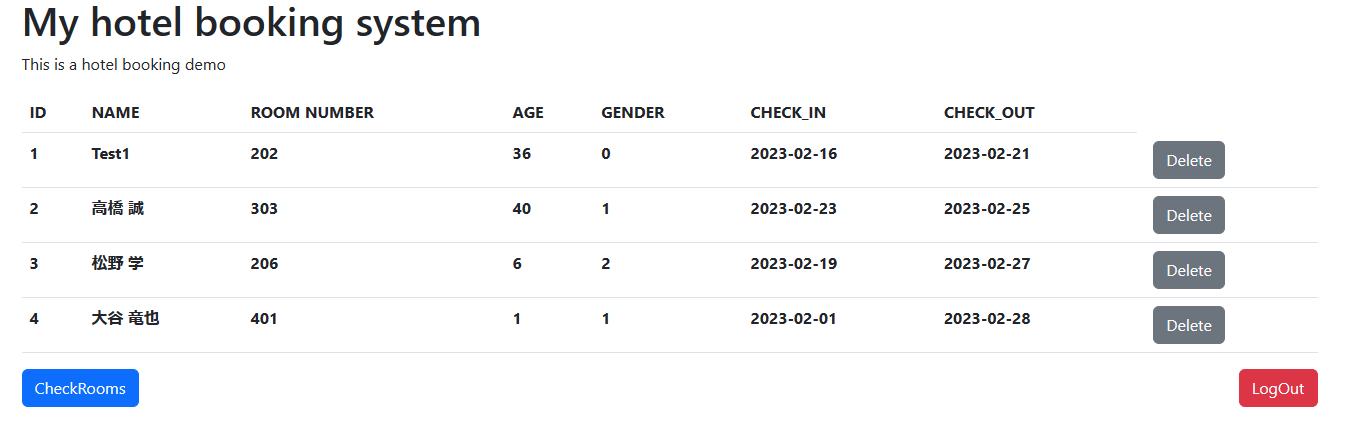 My hotel booking system
This is a hotel booking demo
ID NAME ROOM NUMBER AGE GENDER CHECK_IN CHECK_OUT
1 Test1 202 36 0 2023-02-16 2023-02-21 Delete
2 高橋 誠 303 40 1 2023-02-23 2023-02-25 Delete
3 松野 学 206 6 2 2023-02-19 2023-02-27 Delete
4 大谷 竜也 401 1 1 2023-02-01 2023-02-28 Delete
CheckRooms LogOut